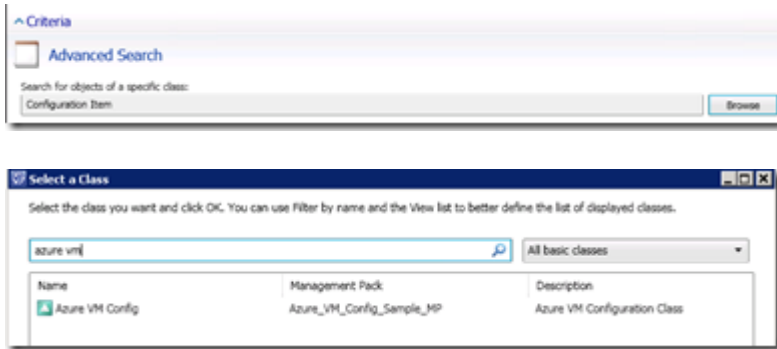 Criteria
Advanced Search
Search for objects of a specific class:
Configuration Item
Browse
Select a Class
Select the class you want and click OK. You can use Filter by name and the View list to better define the list of displayed classes.
azure vm
All basic classes
Name Management Pack Description
Azure VM Config Azure_VM_Config_Sample_MP Azure VM Configuration Class